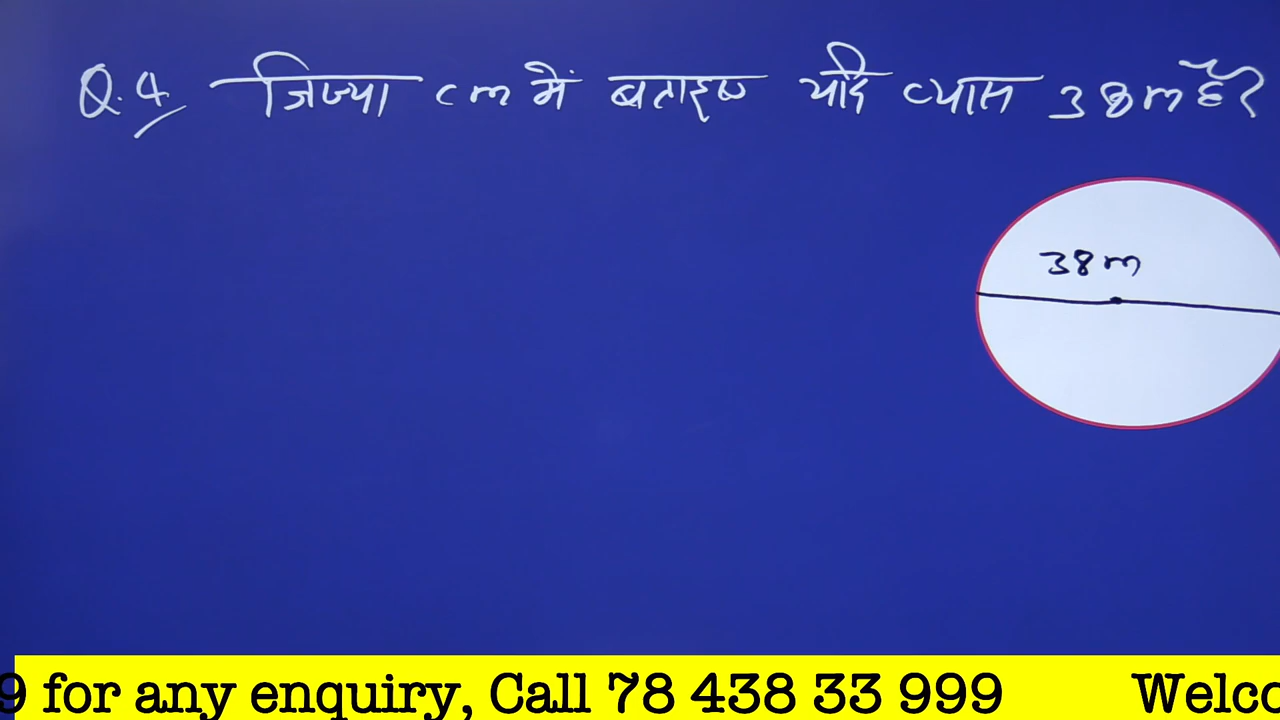 Q.4. त्रिज्या cm में बताइए यदि व्यास 38m है?
38m
9 for any enquiry, Call 78 438 33 999 Welco